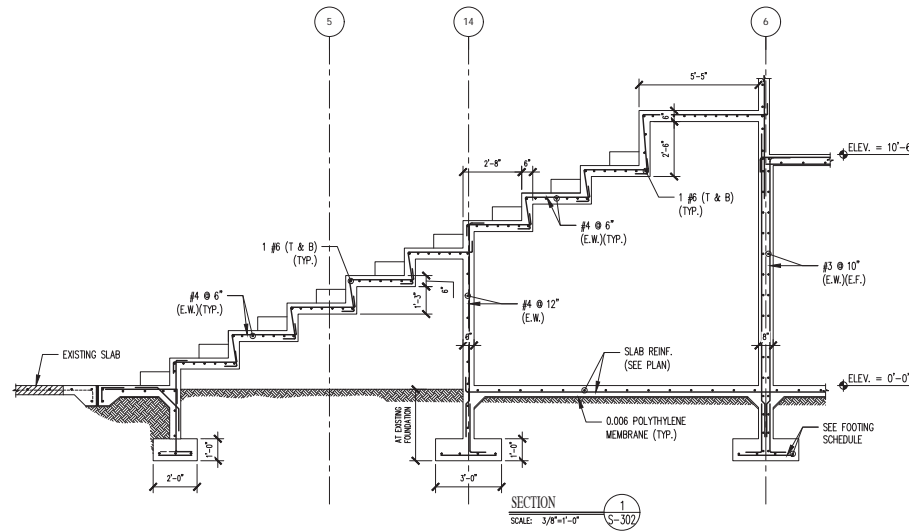 5
14
6
5'-5"
6"
2'-6"
ELEV. = 10'-6
2'-8"
6"
1 #6 (T & B)
(TYP.)
#4 @ 6"
(E.W.)(TYP.)
1 #6 (T & B)
(TYP.)
#3 @ 10"
(E.W.)(E.F.)
6"
1'-3"
#4 @ 6"
(E.W.)(TYP.)
#4 @ 12"
(E.W.)
8"
EXISTING SLAB
SLAB REINF.
(SEE PLAN)
ELEV. = 0'-0"
AT EXISTING
FOUNDATION
0.006 POLYTHYLENE
MEMBRANE (TYP.)
SEE FOOTING
SCHEDULE
1'-0"
1'-0"
2'-0"
3'-0"
SECTION
SCALE: 3/8"=1'-0"
1
S-302